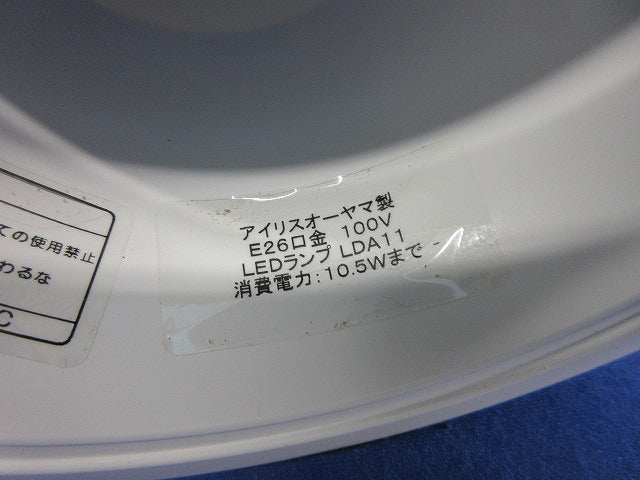 ての使用禁止
わるな
C
アイリスオーヤマ製
E26口金 100V
LEDランプ LDA11
消費電力:10.5Wまで